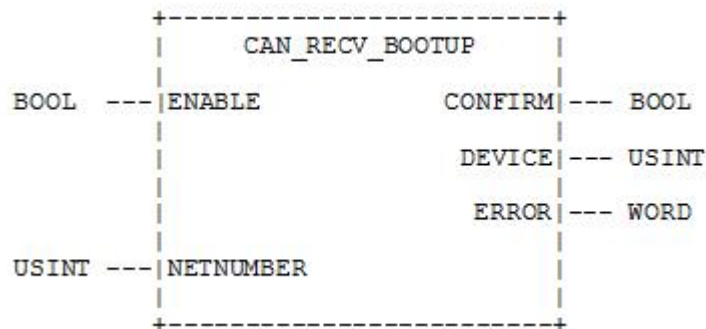 CAN_RECV_BOOTUP
BOOL ---|ENABLE CONFIRM|--- BOOL
DEVICE|--- USINT
ERROR|--- WORD
USINT ---|NETNUMBER